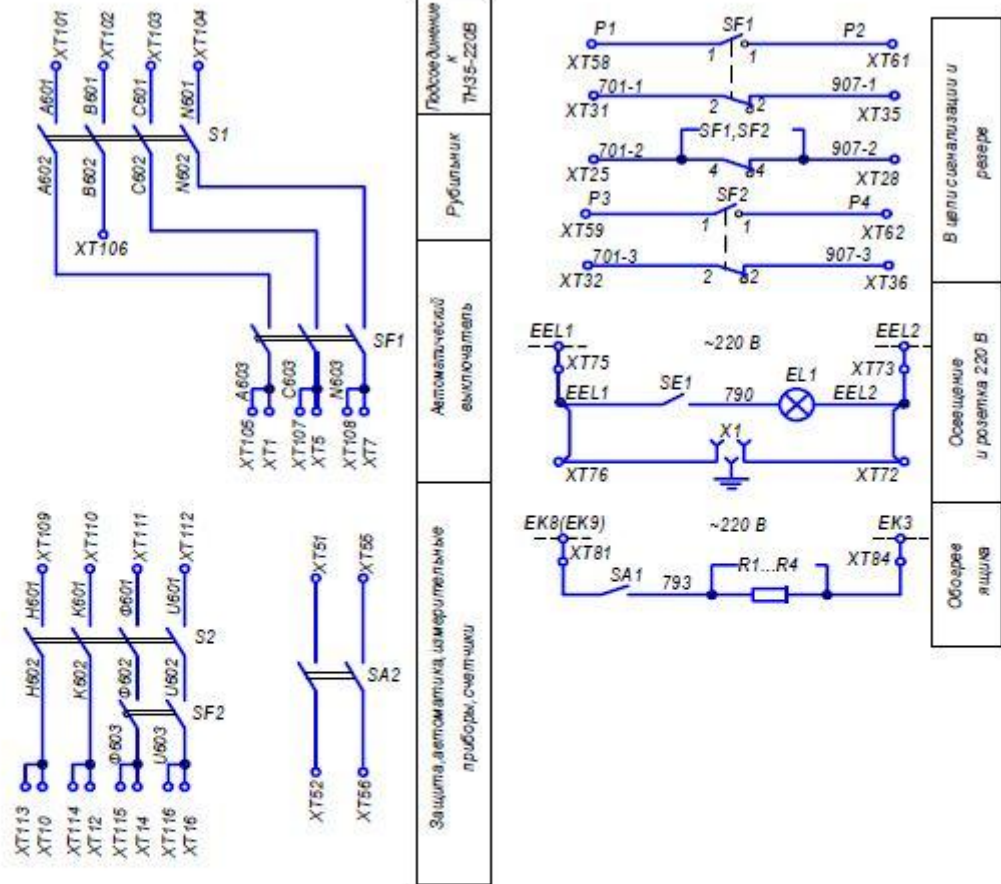 XT101
XT102
XT103
XT104
A601
B601
C601
N601
S1
A602
B602
C602
N602
XT106
SF1
A603
C603
N603
XT105
XT1
XT107
XT5
XT108
XT7
XT109
XT110
XT111
XT112
H601
K601
Ф601
U601
S2
H602
K602
Ф602
U602
SF2
Ф603
U603
XT113
XT10
XT114
XT12
XT115
XT14
XT116
XT16
XT51
XT55
SA2
XT52
XT56
Подсоединение
к
ТН35-220В
Рубильник
Автоматический
выключатель
Защита, автоматика, измерительные
приборы, счетчики
P1
SF1
P2
XT58
1
1
XT61
701-1
907-1
XT31
2
2
XT35
SF1,SF2
701-2
907-2
XT25
4
4
XT28
P3
SF2
P4
XT59
1
1
XT62
701-3
907-3
XT32
2
2
XT36
EEL1
~220 В
EEL2
XT75
XT73
EEL1
SE1
790
EL1
EEL2
X1
XT76
XT72
EK8(EK9)
~220 В
EK3
XT81
R1...R4
XT84
SA1
793
В цепи сигнализации и
резерв
Освещение
и розетка 220 В
Обогрев
ящика